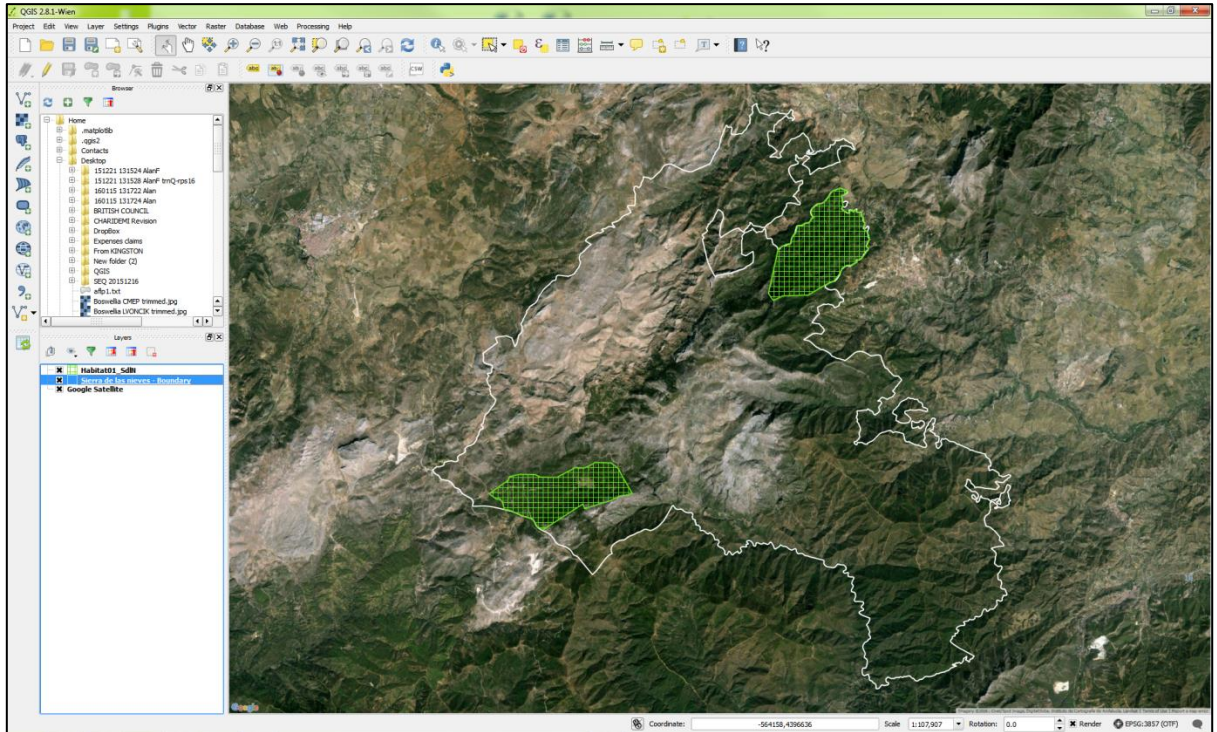 QGIS 2.8.1-Wien
Project Edit View Layer Settings Plugins Vector Raster Database Web Processing Help
Browser
Home
.matplotlib
.qgis2
Contacts
Desktop
151221 131524 AlanF
151221 131528 AlanF trnQ-rps16
160115 131722 Alan
160115 131724 Alan
BRITISH COUNCIL
CHARIDEMI Revision
DropBox
Expenses claims
From KINGSTON
New folder (2)
QGIS
SEQ 20151216
aflp1.txt
Boswellia CMEP trimmed.jpg
Boswellia LVONCIK trimmed.jpg
Layers
Habitat01_SdlN
Sierra de las nieves - Boundary
Google Satellite
Google
Coordinate: -564158,4396636 Scale 1:107,907 Rotation: 0.0 Render EPSG:3857 (OTF)